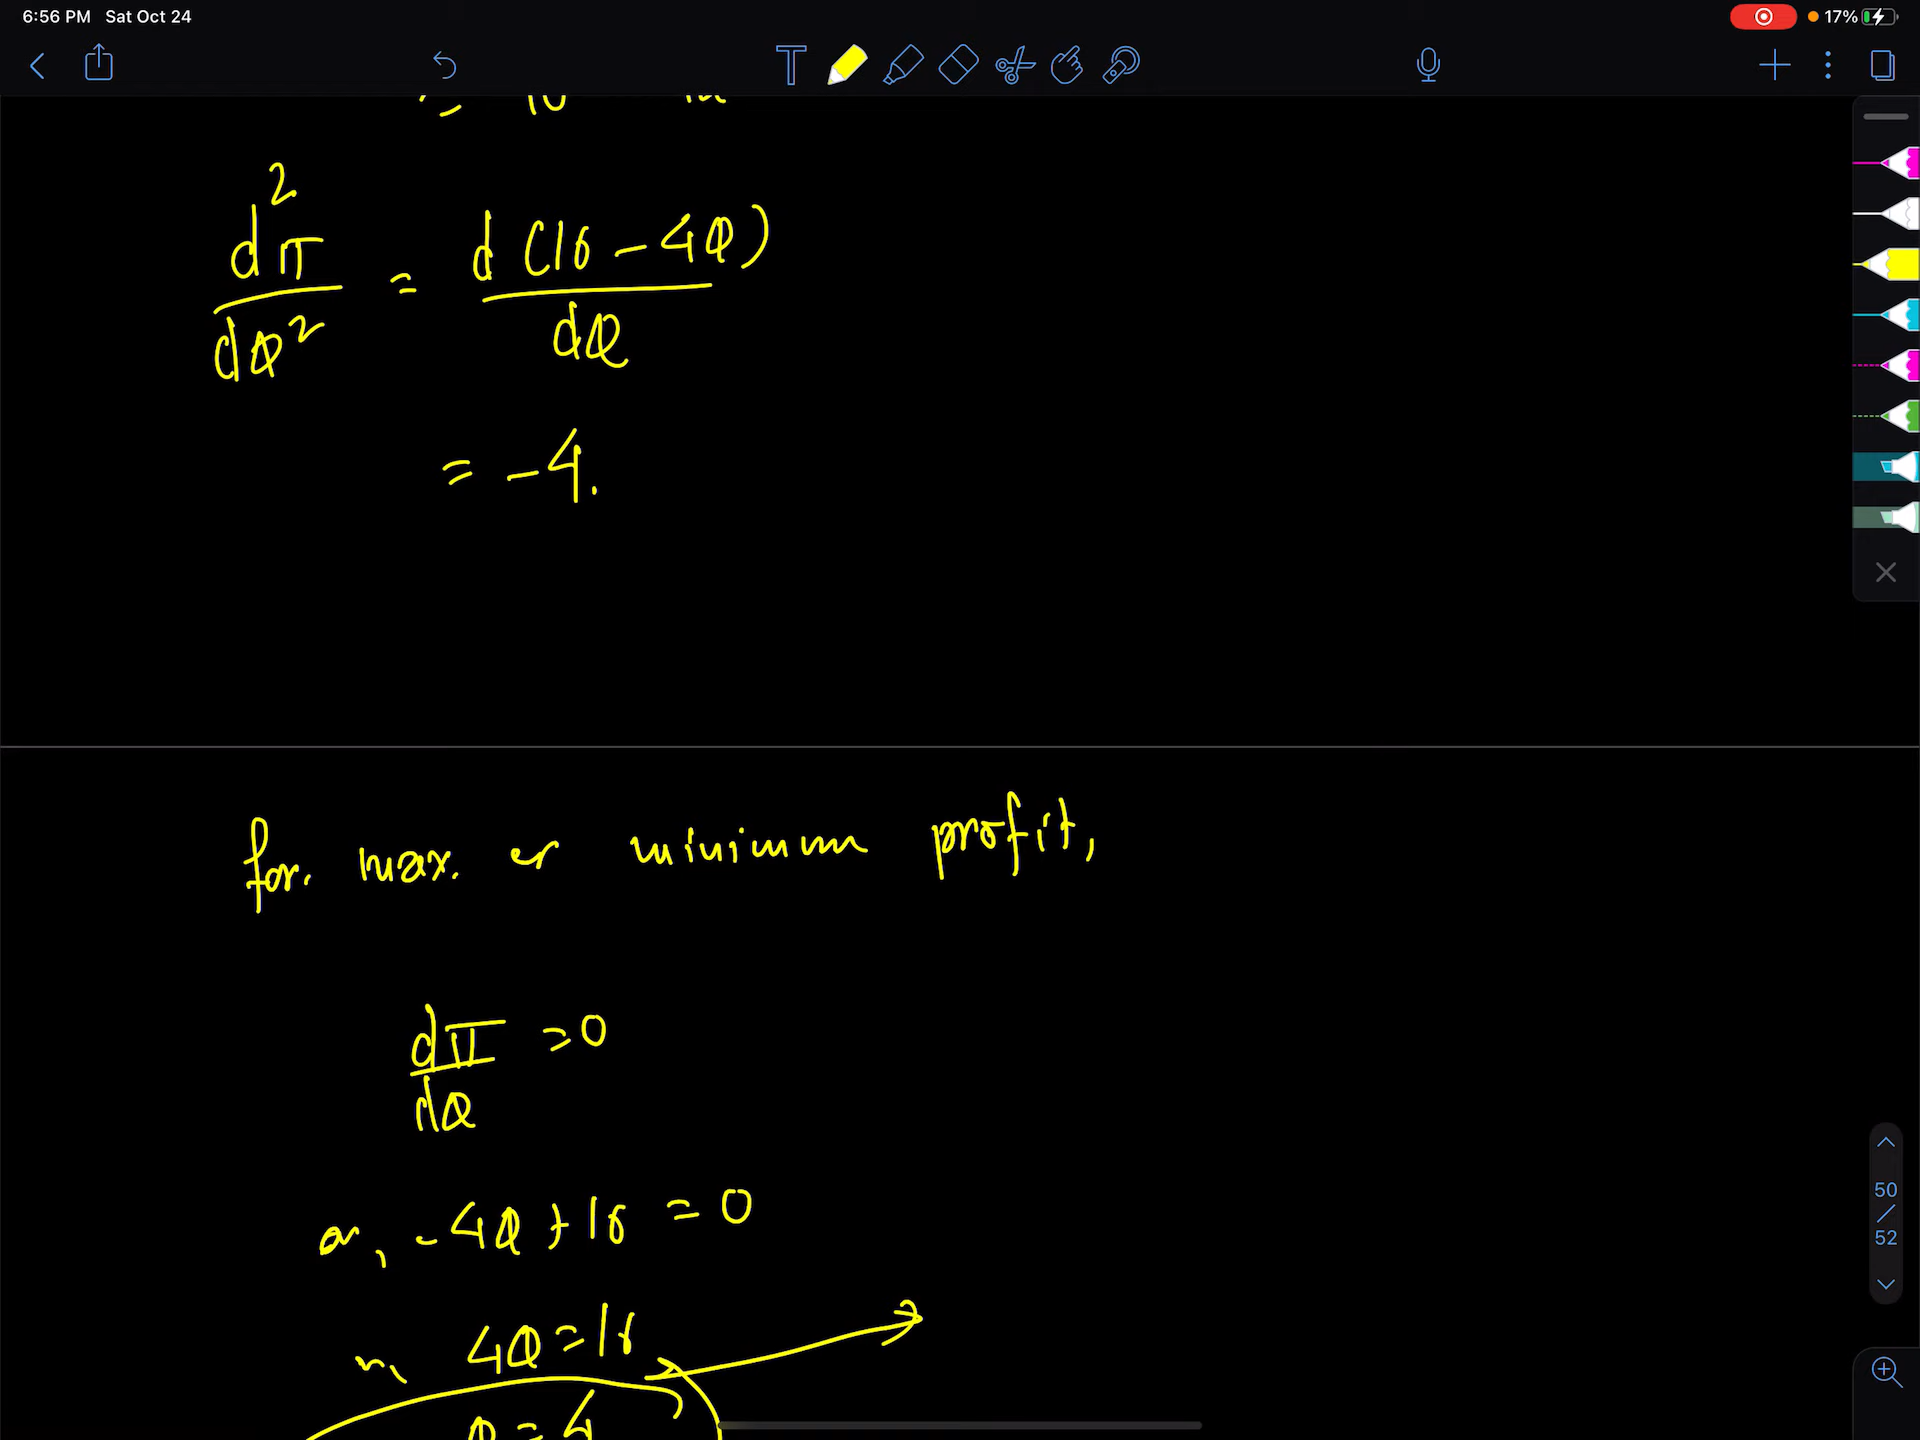 6:56 PM Sat Oct 24 17%
T
d²π/dQ² = d(16 - 4Q)/dQ
= -4.
for. max. or minimum profit,
dπ/dQ = 0
or, -4Q + 16 = 0
4Q = 16
Q = 4
50
/
52